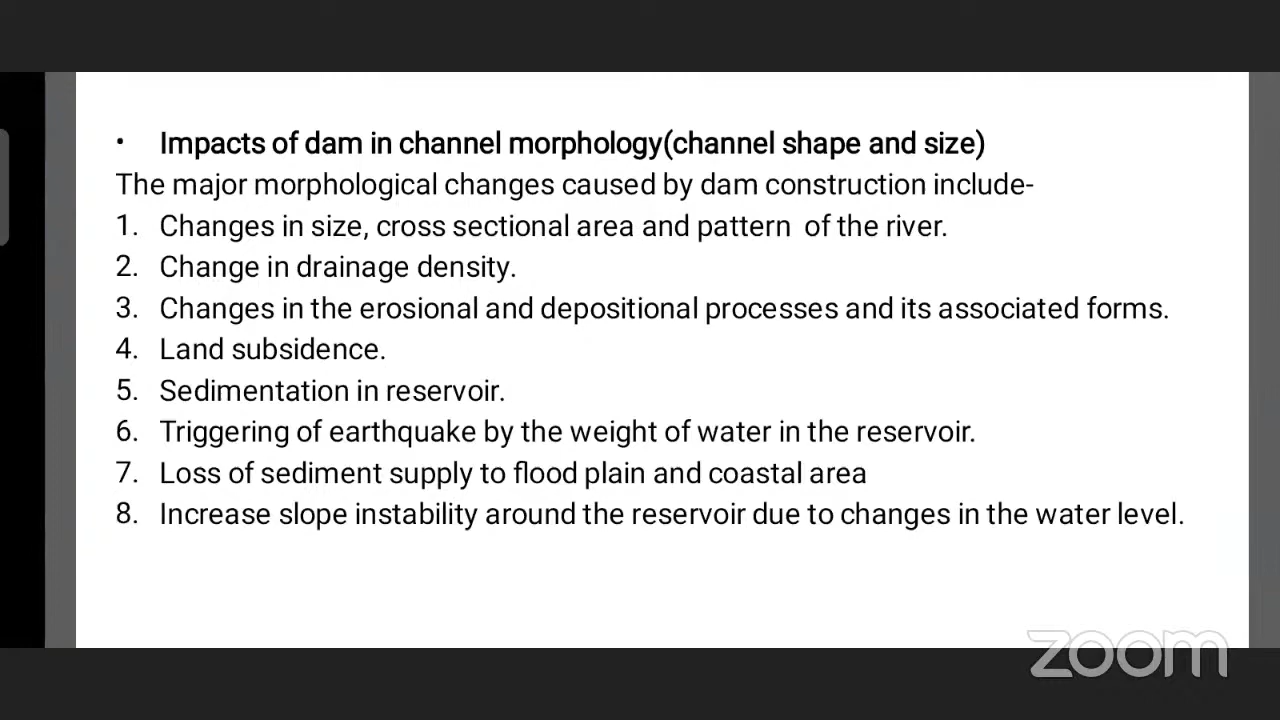 • Impacts of dam in channel morphology(channel shape and size)
The major morphological changes caused by dam construction include-
1. Changes in size, cross sectional area and pattern  of the river.
2. Change in drainage density.
3. Changes in the erosional and depositional processes and its associated forms.
4. Land subsidence.
5. Sedimentation in reservoir.
6. Triggering of earthquake by the weight of water in the reservoir.
7. Loss of sediment supply to flood plain and coastal area
8. Increase slope instability around the reservoir due to changes in the water level.
zoom